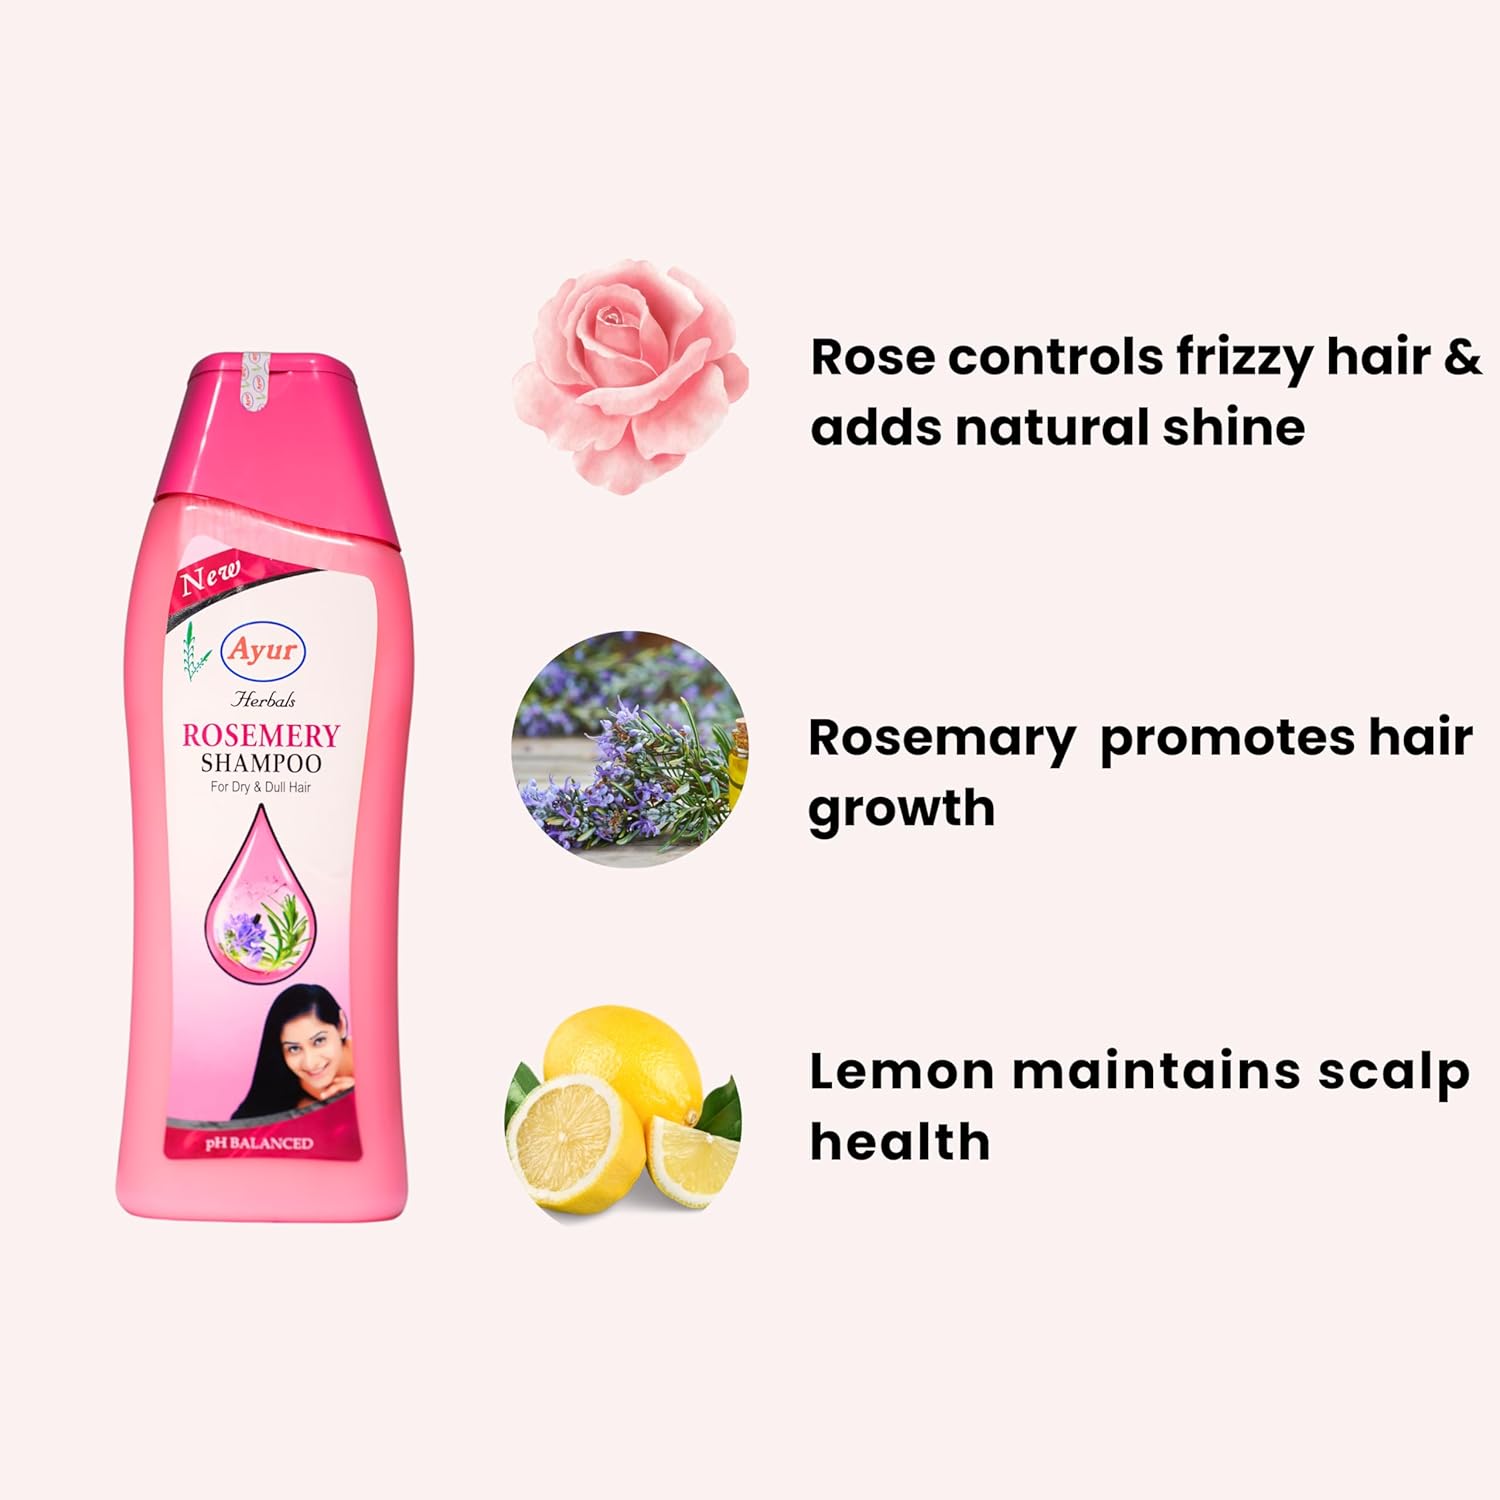 Rose controls frizzy hair &
adds natural shine
New
Ayur
Herbals
ROSEMERY
SHAMPOO
For Dry & Dull Hair
pH BALANCED
Rosemary promotes hair
growth
Lemon maintains scalp
health